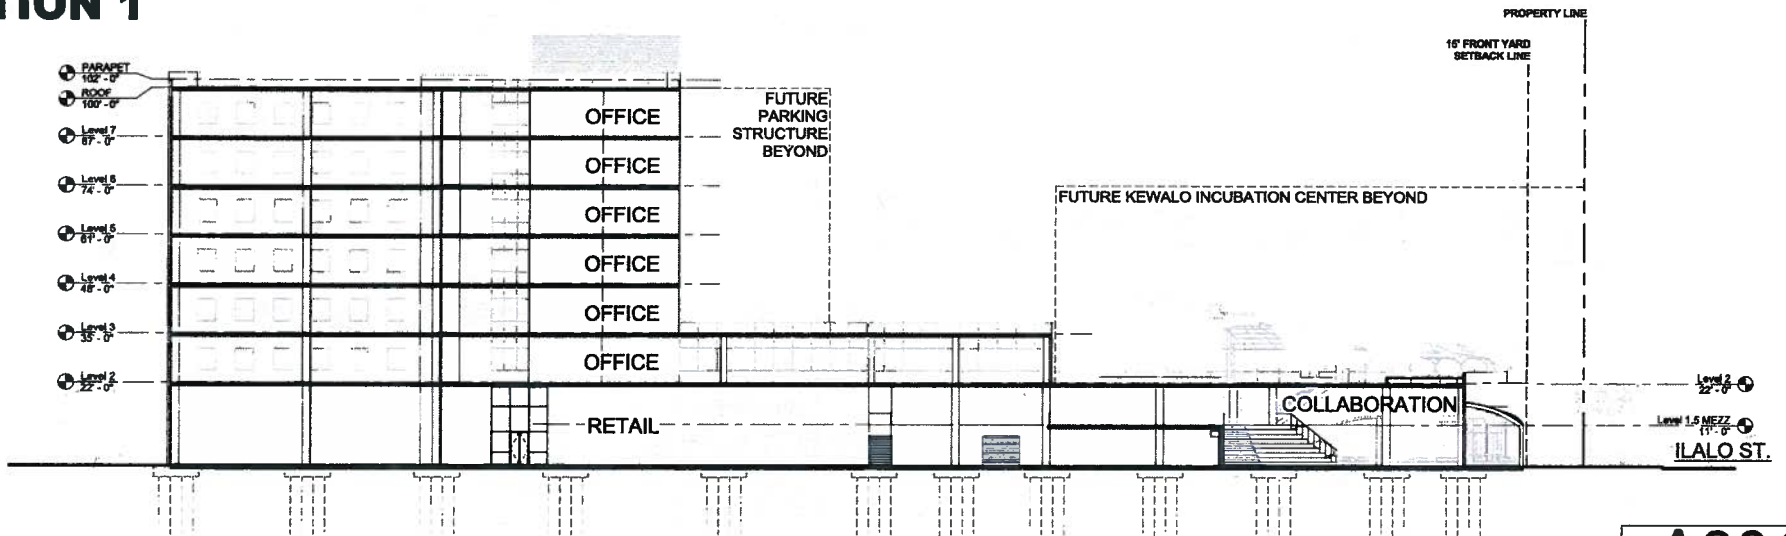 TION 1
PROPERTY LINE
15' FRONT YARD
SETBACK LINE
PARAPET
102' - 0"
ROOF
100' - 0"
Level 7
87' - 0"
Level 6
74' - 0"
Level 5
61' - 0"
Level 4
48' - 0"
Level 3
35' - 0"
Level 2
22' - 0"
OFFICE
OFFICE
OFFICE
OFFICE
OFFICE
OFFICE
RETAIL
FUTURE
PARKING
STRUCTURE
BEYOND
FUTURE KEWALO INCUBATION CENTER BEYOND
COLLABORATION
Level 2
22' - 0"
Level 1.5 MEZZ
11' - 0"
ILALO ST.